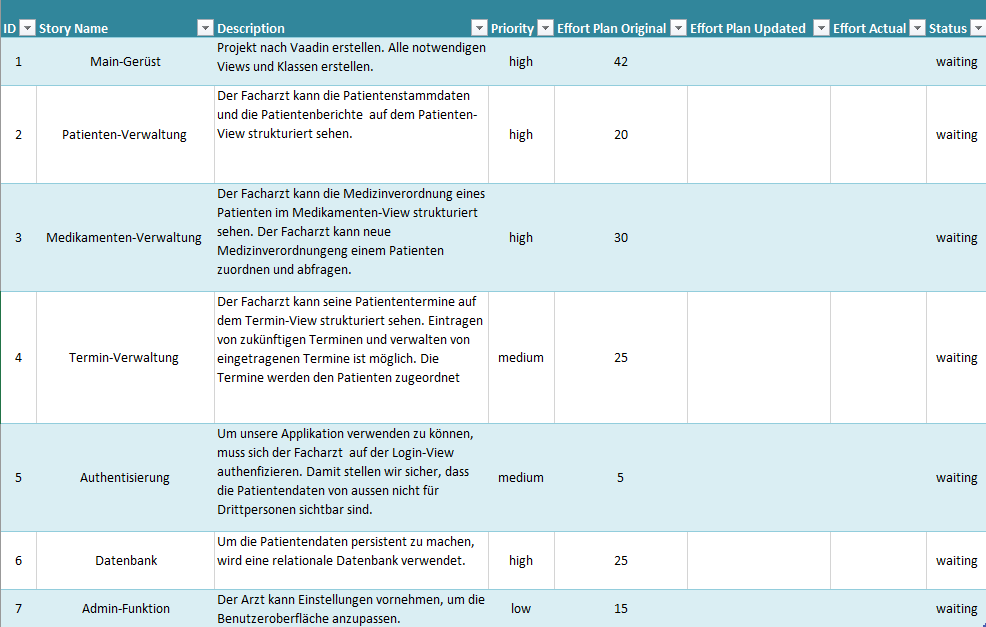 ID Story Name Description Priority Effort Plan Original Effort Plan Updated Effort Actual Status
Projekt nach Vaadin erstellen. Alle notwendigen
Views und Klassen erstellen.
1 Main-Gerüst high 42 waiting
Der Facharzt kann die Patientenstammdaten
und die Patientenberichte auf dem Patienten-
View strukturiert sehen.
2 Patienten-Verwaltung high 20 waiting
Der Facharzt kann die Medizinverordnung eines
Patienten im Medikamenten-View strukturiert
sehen. Der Facharzt kann neue
Medizinverordnungeng einem Patienten
zuordnen und abfragen.
3 Medikamenten-Verwaltung high 30 waiting
Der Facharzt kann seine Patiententermine auf
dem Termin-View strukturiert sehen. Eintragen
von zukünftigen Terminen und verwalten von
eingetragenen Termine ist möglich. Die
Termine werden den Patienten zugeordnet
4 Termin-Verwaltung medium 25 waiting
Um unsere Applikation verwenden zu können,
muss sich der Facharzt auf der Login-View
authenfizieren. Damit stellen wir sicher, dass
die Patientendaten von aussen nicht für
Drittpersonen sichtbar sind.
5 Authentisierung medium 5 waiting
Um die Patientendaten persistent zu machen,
wird eine relationale Datenbank verwendet.
6 Datenbank high 25 waiting
Der Arzt kann Einstellungen vornehmen, um die
Benutzeroberfläche anzupassen.
7 Admin-Funktion low 15 waiting